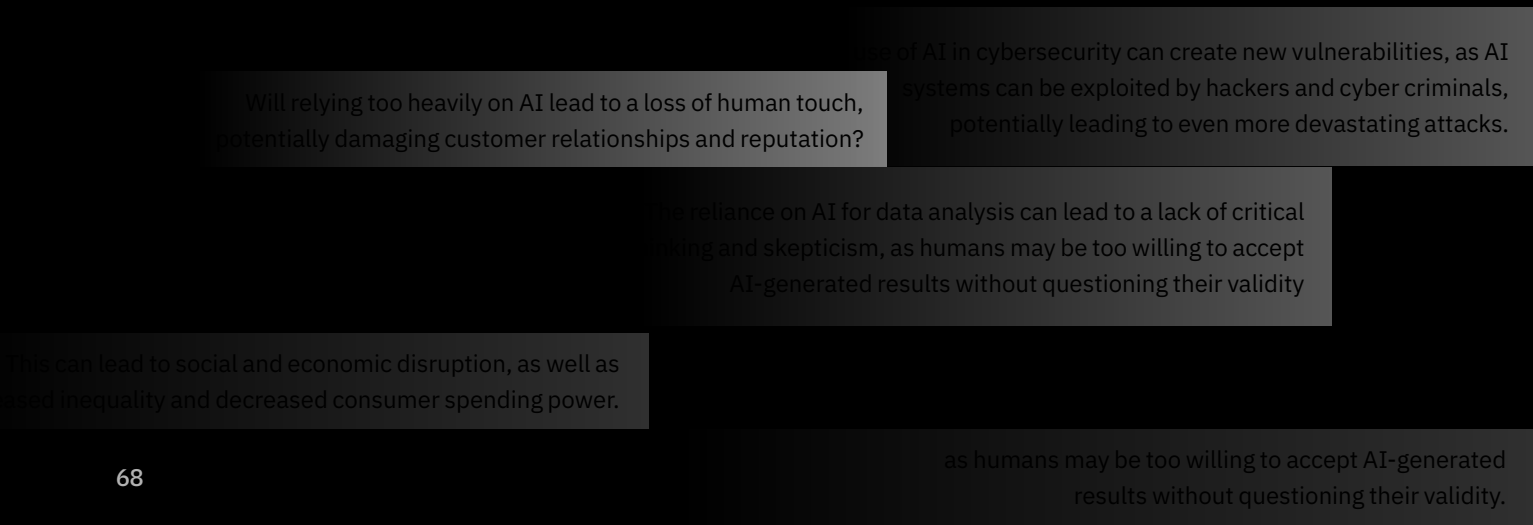 use of AI in cybersecurity can create new vulnerabilities, as AI
systems can be exploited by hackers and cyber criminals,
potentially leading to even more devastating attacks.
Will relying too heavily on AI lead to a loss of human touch,
potentially damaging customer relationships and reputation?
The reliance on AI for data analysis can lead to a lack of critical
and skepticism, as humans may be too willing to accept
AI-generated results without questioning their validity
This can lead to social and economic disruption, as well as
inequality and decreased consumer spending power.
68
as humans may be too willing to accept AI-generated
results without questioning their validity.